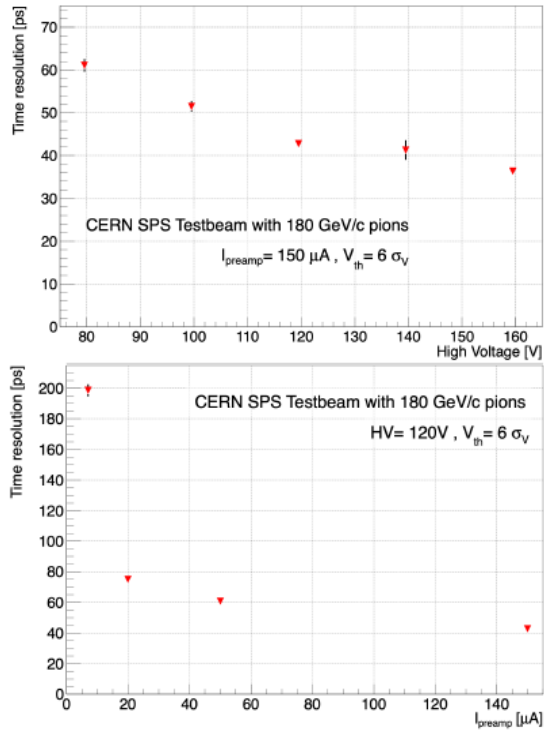 Time resolution [ps]
70
60
50
40
30
20
10
0
CERN SPS Testbeam with 180 GeV/c pions
I_preamp= 150 μA , V_th= 6 σ_V
80 90 100 110 120 130 140 150 160
High Voltage [V]
Time resolution [ps]
200
180
160
140
120
100
80
60
40
20
0
CERN SPS Testbeam with 180 GeV/c pions
HV= 120V , V_th= 6 σ_V
0 20 40 60 80 100 120 140
I_preamp [μA]